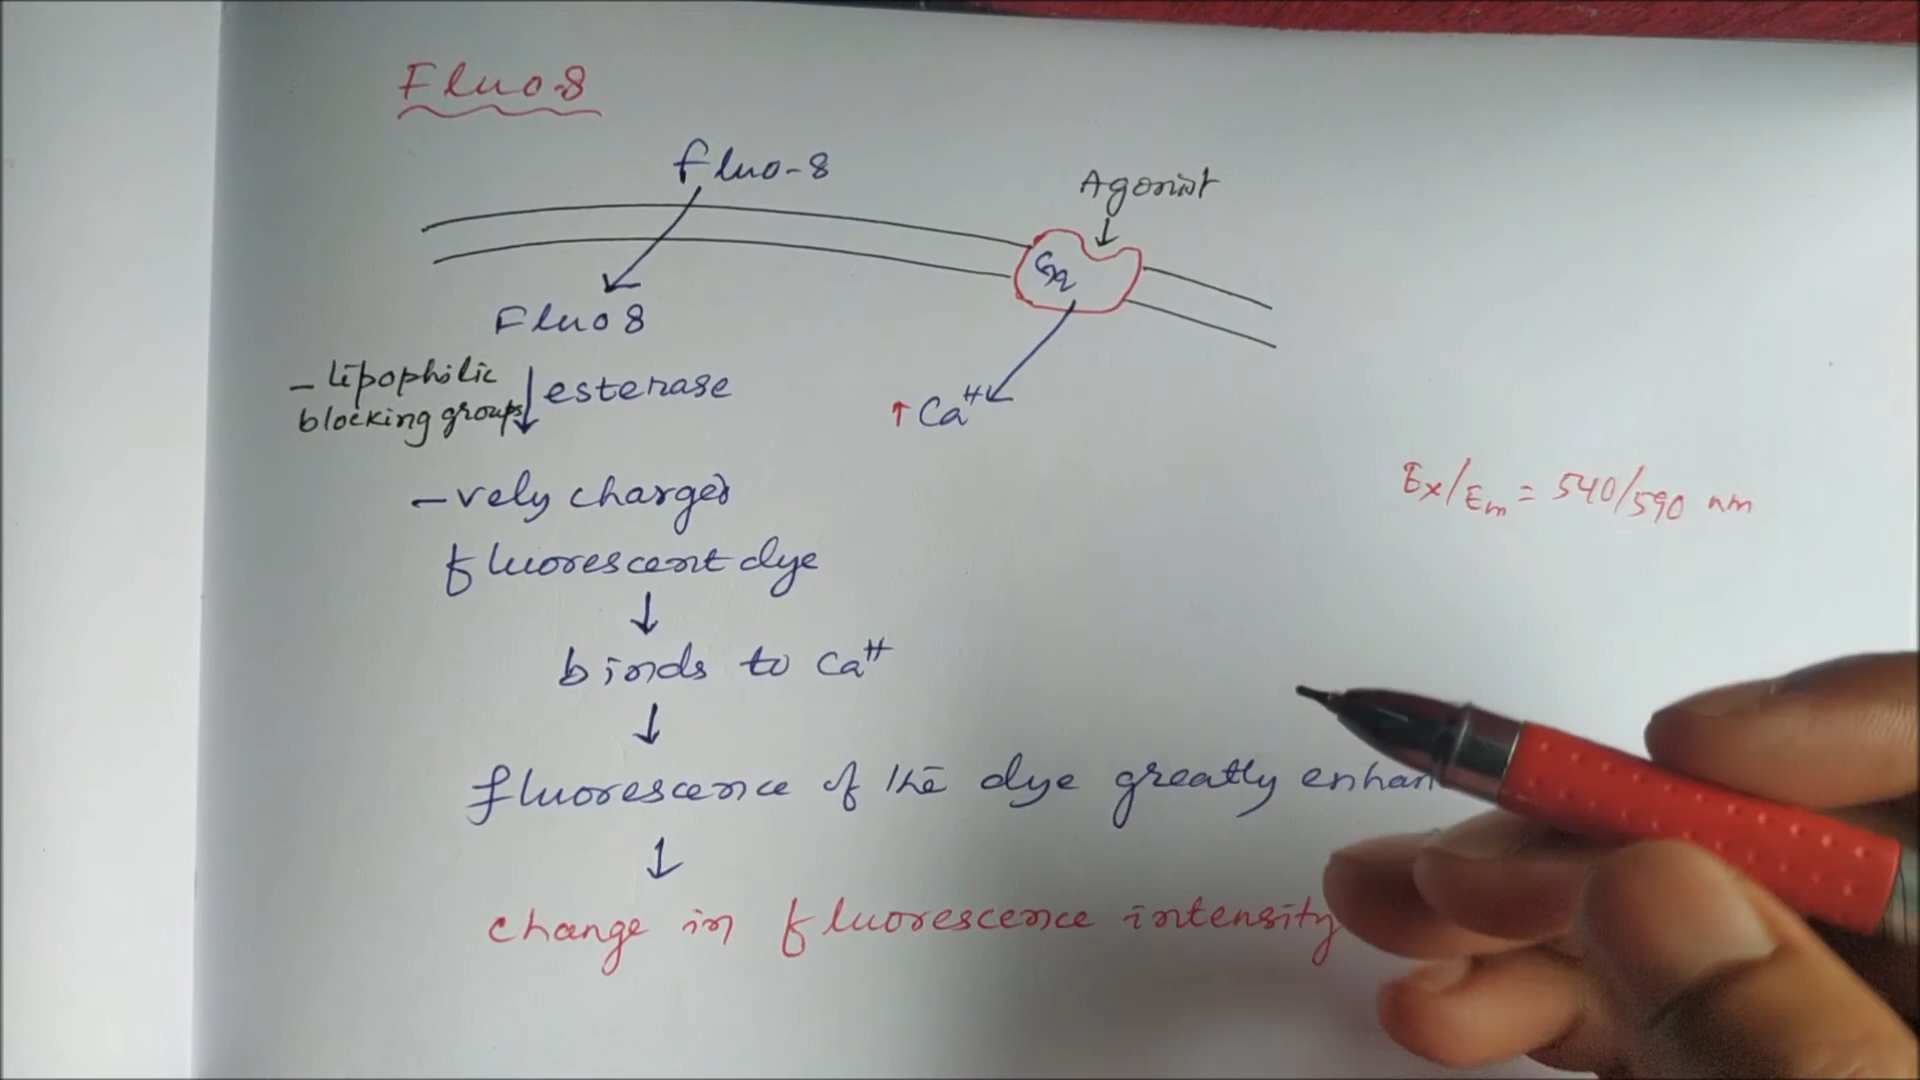 Fluo-8
fluo-8
Agonist
Gq
Fluo 8
- lipophilic
blocking groups
esterase
↑ Ca++
-vely charged
fluorescent dye
↓
binds to Ca++
↓
fluorescence of the dye greatly enhan
↓
change in fluorescence intensity
Ex/Em = 540/590 nm